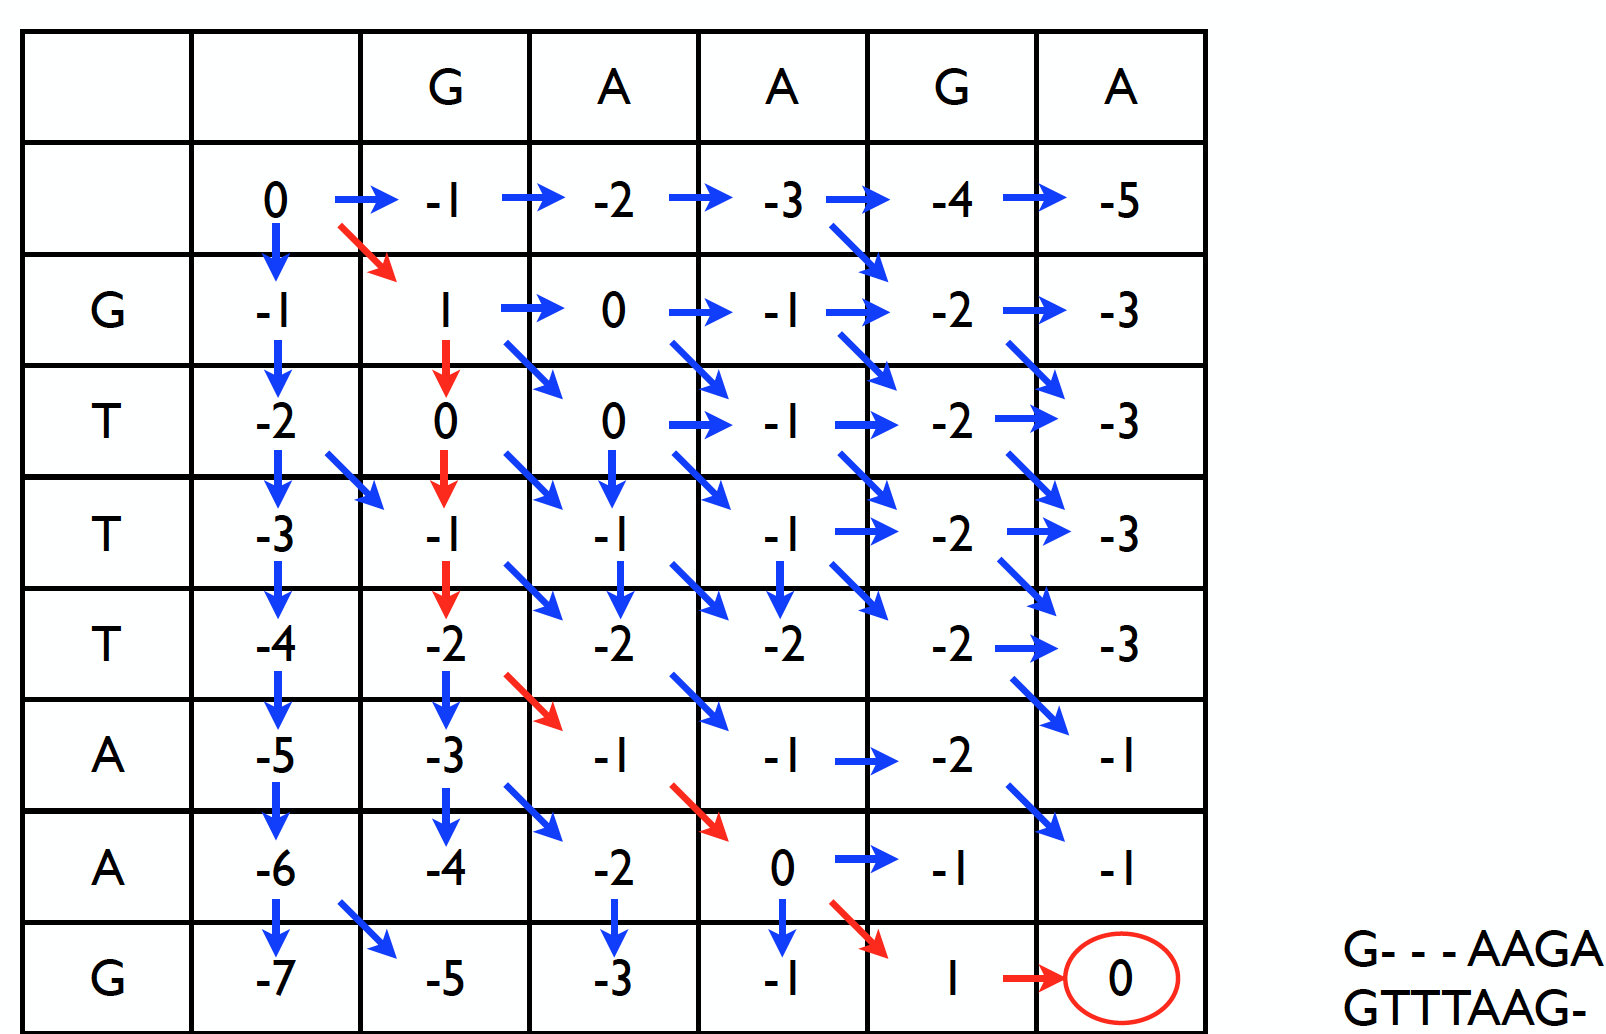 G A A G A
0 -1 -2 -3 -4 -5
G -1 1 0 -1 -2 -3
T -2 0 0 -1 -2 -3
T -3 -1 -1 -1 -2 -3
T -4 -2 -2 -2 -2 -3
A -5 -3 -1 -1 -2 -1
A -6 -4 -2 0 -1 -1
G -7 -5 -3 -1 1 0
G- - - AAGA
GTTTAAG-